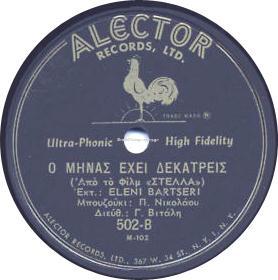 ALECTOR
RECORDS, LTD.
TRADE MARK ®
Ultra-Phonic High Fidelity
Ο ΜΗΝΑΣ ΕΧΕΙ ΔΕΚΑΤΡΕΙΣ
('Από τό Φίλμ «ΣΤΕΛΛΑ»)
Έκτ.: ELENI BARTSERI
Μπουζούκι: Π. Νικολάου
Διεύθ.: Γ. Βιτάλη
502-B
M-102
ALECTOR RECORDS, LTD., 367 W. 34 ST., N.Y. 1, N.Y.